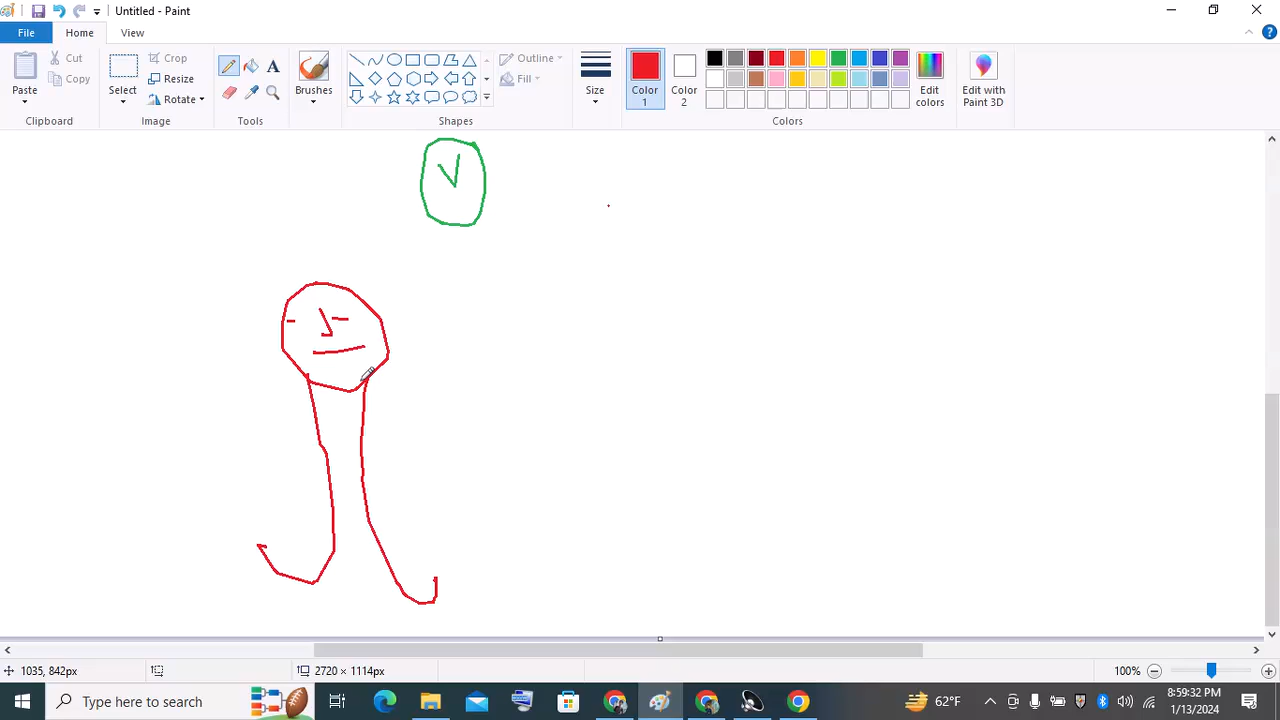 Untitled - Paint
File
Home
View
Paste
Cut
Copy
Clipboard
Select
Crop
Resize
Rotate
Image
A
Tools
Brushes
Shapes
Outline
Fill
Size
Color 1
Color 2
Edit colors
Colors
Edit with Paint 3D
V
1035, 842px
2720 × 1114px
100%
Type here to search
62°F
8:59:32 PM
1/13/2024